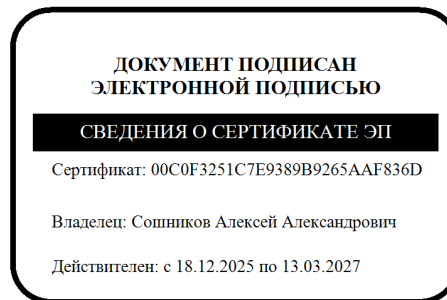 ДОКУМЕНТ ПОДПИСАН
ЭЛЕКТРОННОЙ ПОДПИСЬЮ
СВЕДЕНИЯ О СЕРТИФИКАТЕ ЭП
Сертификат: 00C0F3251C7E9389B9265AAF836D
Владелец: Сошников Алексей Александрович
Действителен: с 18.12.2025 по 13.03.2027